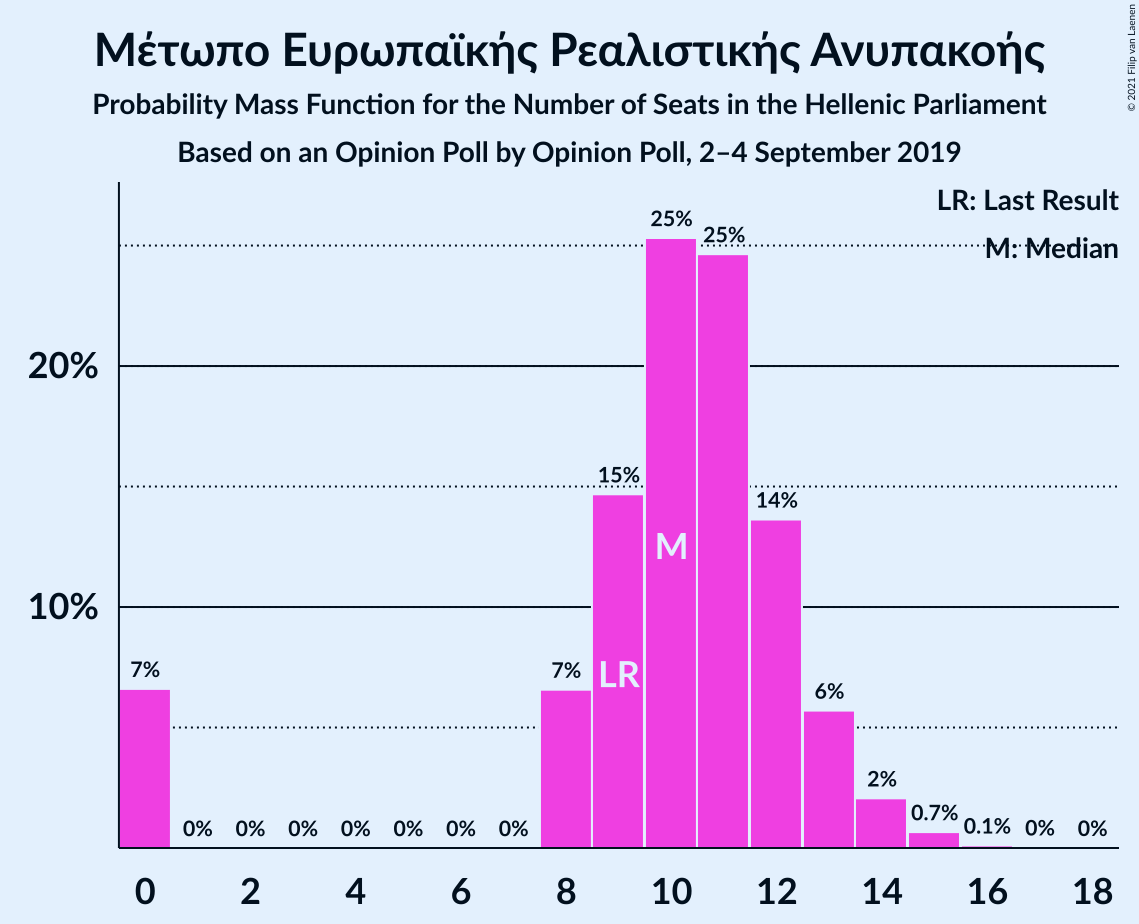 Μέτωπο Ευρωπαϊκής Ρεαλιστικής Ανυπακοής
Probability Mass Function for the Number of Seats in the Hellenic Parliament
Based on an Opinion Poll by Opinion Poll, 2–4 September 2019
© 2021 Filip van Laenen
LR: Last Result
M: Median
20%
10%
7%
0%
0%
0%
0%
0%
0%
0%
7%
15%
25%
25%
14%
6%
2%
0.7%
0.1%
0%
0%
M
LR
0 2 4 6 8 10 12 14 16 18